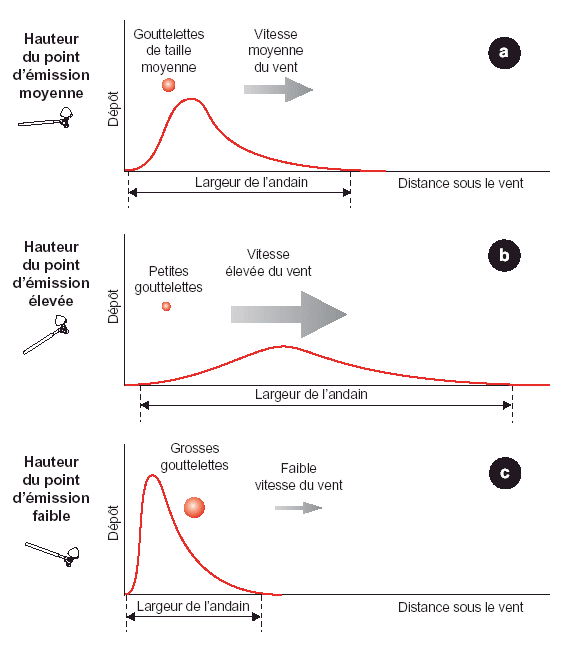 Hauteur
du point
d'émission
moyenne
Gouttelettes
de taille
moyenne
Vitesse
moyenne
du vent
a
Dépôt
Largeur de l'andain
Distance sous le vent
Hauteur
du point
d'émission
élevée
Petites
gouttelettes
Vitesse
élevée du vent
b
Dépôt
Largeur de l'andain
Hauteur
du point
d'émission
faible
Grosses
gouttelettes
Faible
vitesse du vent
c
Dépôt
Largeur de l'andain
Distance sous le vent